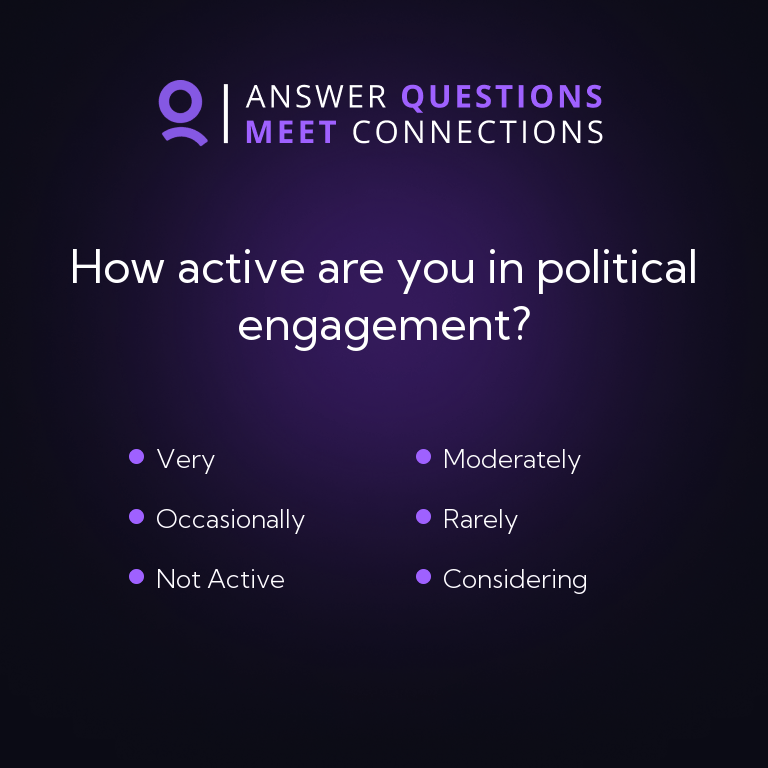 ANSWER QUESTIONS
MEET CONNECTIONS
How active are you in political
engagement?
Very
Moderately
Occasionally
Rarely
Not Active
Considering